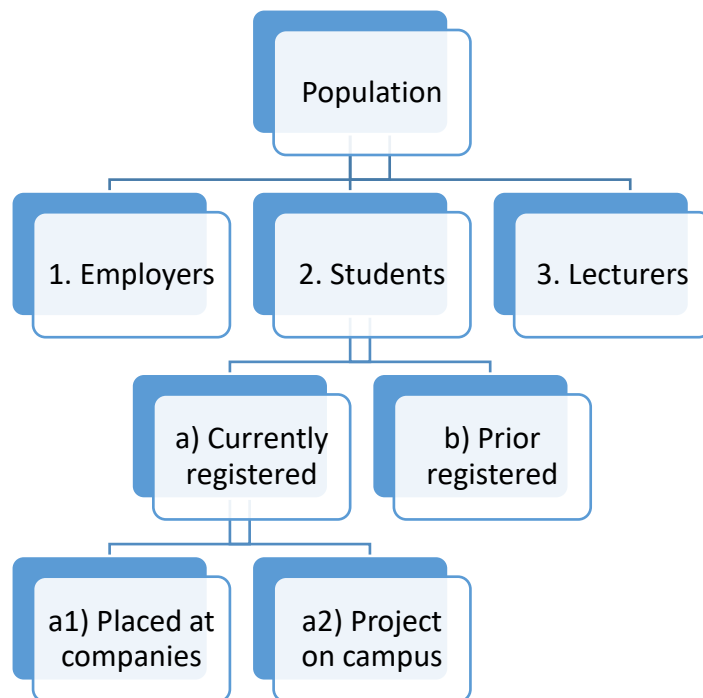 Population
1. Employers
2. Students
3. Lecturers
a) Currently
registered
b) Prior
registered
a1) Placed at
companies
a2) Project
on campus